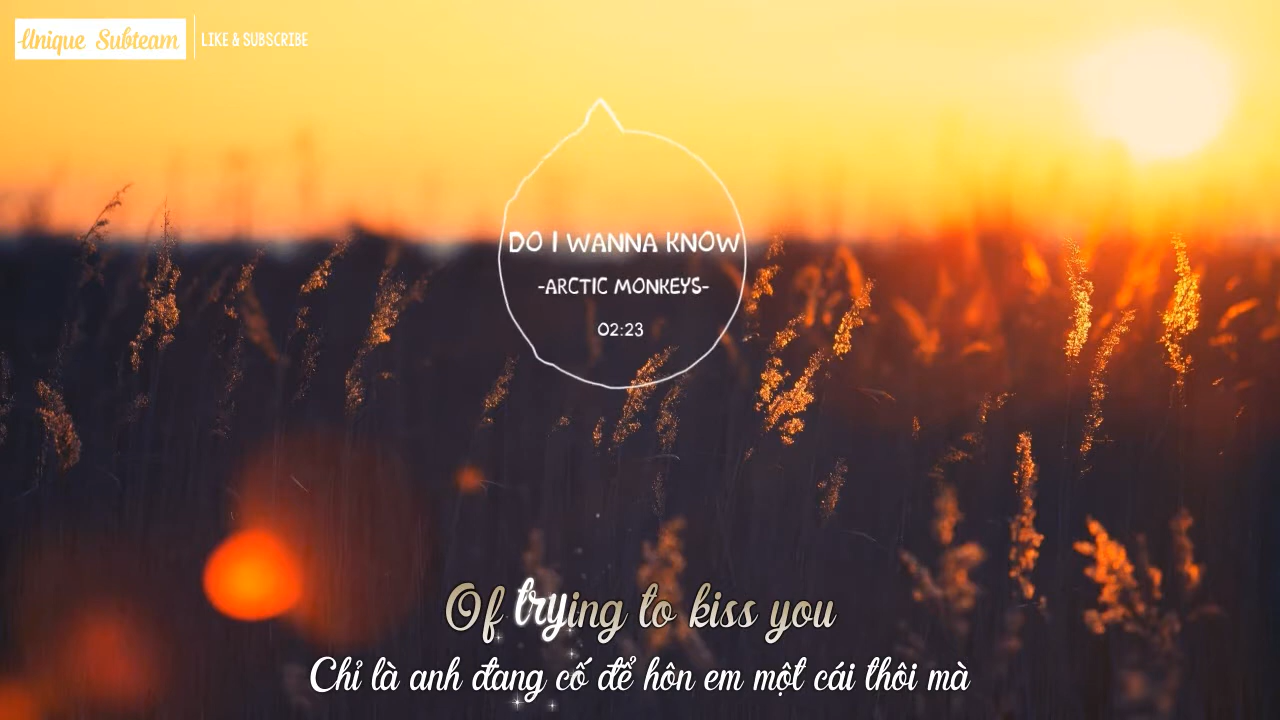 Unique Subteam
LIKE & SUBSCRIBE
DO I WANNA KNOW
-ARCTIC MONKEYS-
02:23
Of trying to kiss you
Chỉ là anh đang cố để hôn em một cái thôi mà